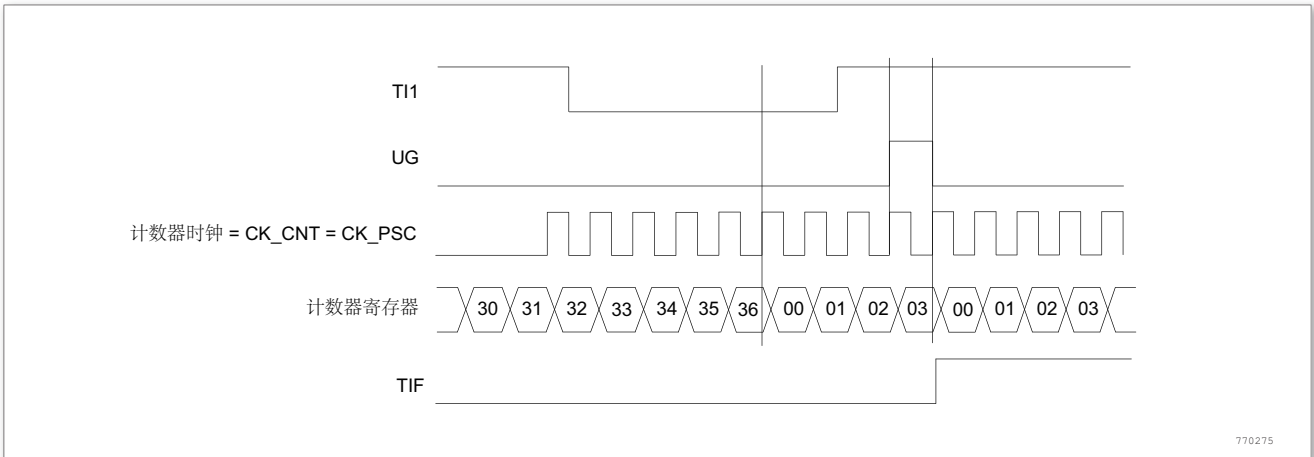 TI1
UG
计数器时钟 = CK_CNT = CK_PSC
计数器寄存器 30 31 32 33 34 35 36 00 01 02 03 00 01 02 03
TIF
770275